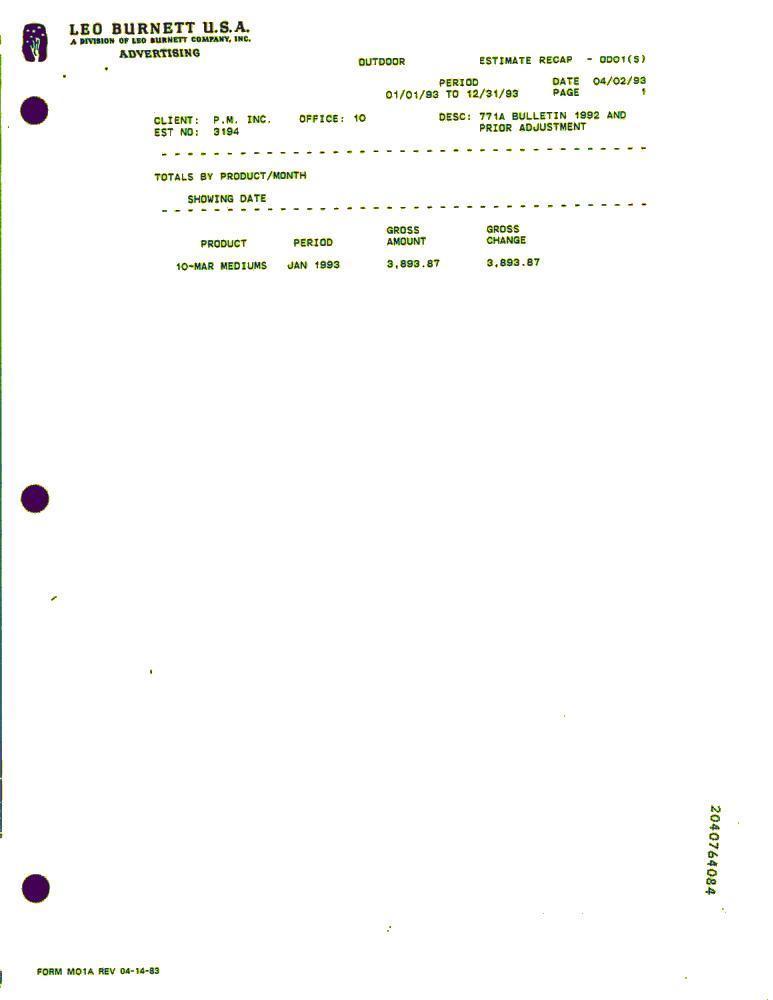 LEO BURNETT U.S.A.
A DIVISION OF LEO BURNETT COMPANY, INC.
ADVERTISING
OUTDOOR ESTIMATE RECAP - OD01(S)
PERIOD DATE 04/02/93
01/01/93 TO 12/31/93 PAGE 1
CLIENT: P.M. INC. OFFICE: 10 DESC: 771A BULLETIN 1992 AND
EST NO: 3194 PRIOR ADJUSTMENT
- - - - - - - - - - - - - - - - - - - - - - - - - - - - - - - - - - - - -
TOTALS BY PRODUCT/MONTH
SHOWING DATE
- - - - - - - - - - - - - - - - - - - - - - - - - - - - - - - - - - - - -
GROSS GROSS
PRODUCT PERIOD AMOUNT CHANGE
10-MAR MEDIUMS JAN 1993 3,893.87 3,893.87
2040764084
FORM MO1A REV 04-14-83